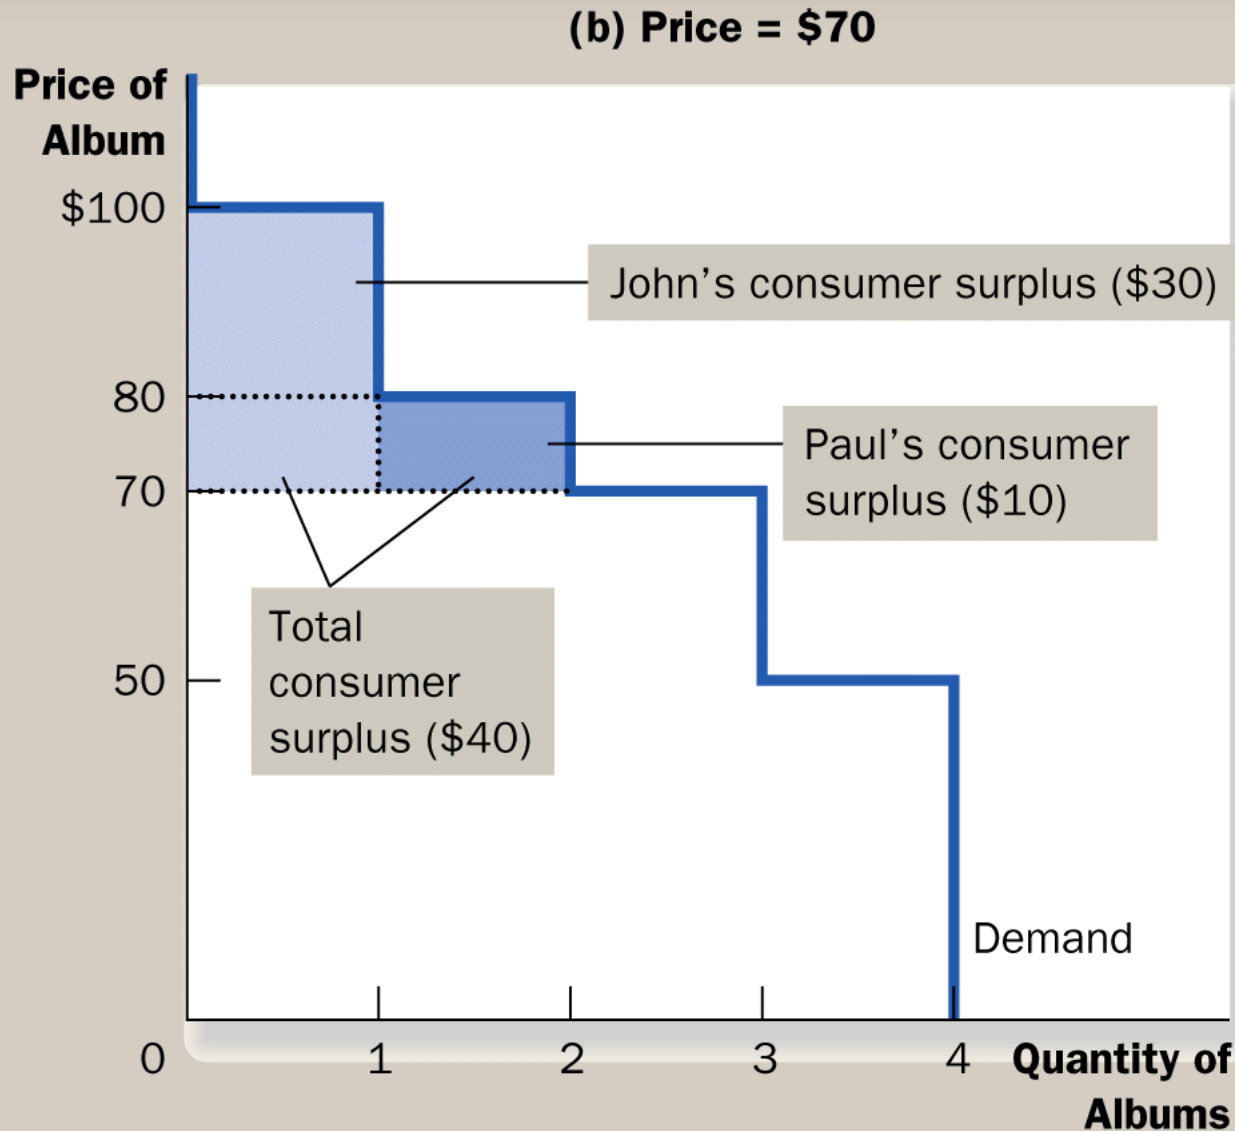 (b) Price = $70
Price of
Album
$100
John’s consumer surplus ($30)
80
Paul’s consumer
surplus ($10)
70
Total
consumer
surplus ($40)
50
Demand
0
1
2
3
4
Quantity of
Albums